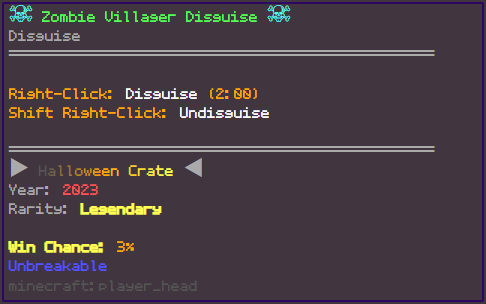 ☠ Zombie Villager Disguise ☠
Disguise
Right-Click: Disguise (2:00)
Shift Right-Click: Undisguise
▶ Halloween Crate ◀
Year: 2023
Rarity: Legendary
Win Chance: 3%
Unbreakable
minecraft:player_head